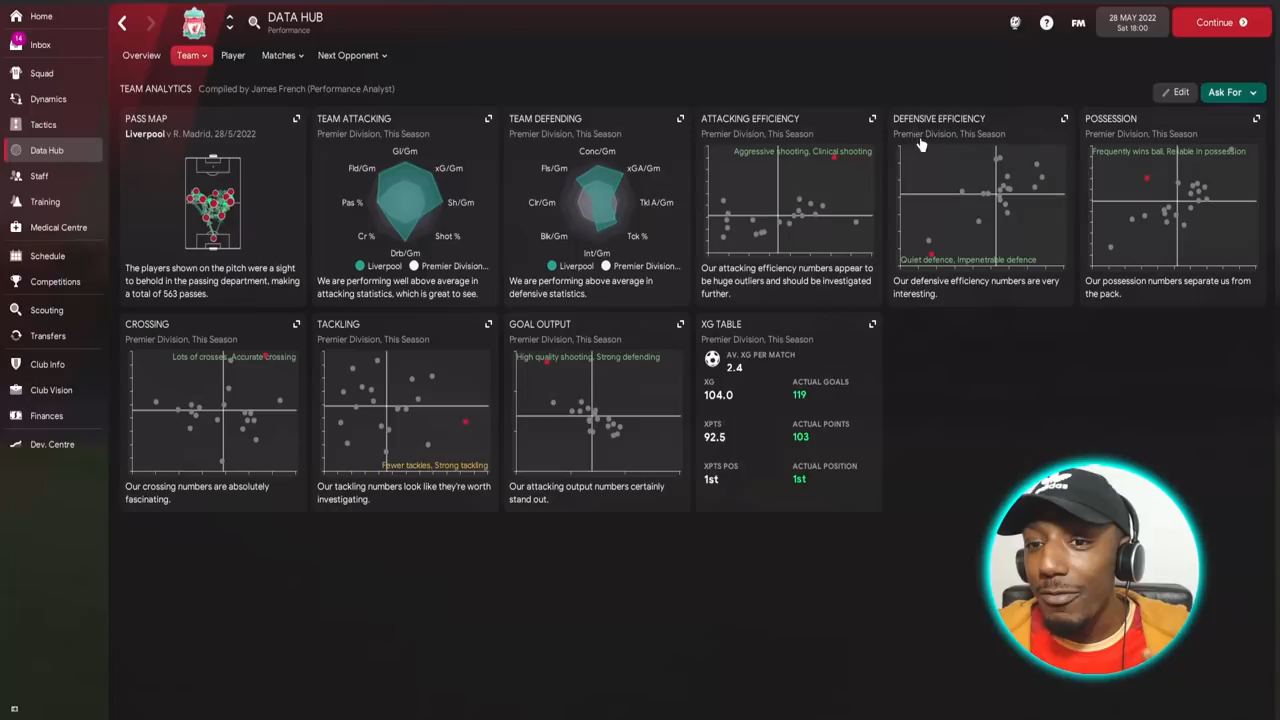 Home
14
Inbox
Squad
Dynamics
Tactics
Data Hub
Staff
Training
Medical Centre
Schedule
Competitions
Scouting
Transfers
Club Info
Club Vision
Finances
Dev. Centre
DATA HUB
Performance
?
FM
28 MAY 2022
Sat 18:00
Continue
Overview
Team
Player
Matches
Next Opponent
TEAM ANALYTICS Compiled by James French (Performance Analyst)
Edit
Ask For
PASS MAP
Liverpool v R. Madrid, 28/5/2022
The players shown on the pitch were a sight
to behold in the passing department, making
a total of 563 passes.
TEAM ATTACKING
Premier Division, This Season
Gl/Gm
Fld/Gm
xG/Gm
Pas %
Sh/Gm
Cr %
Shot %
Drb/Gm
Liverpool
Premier Division...
We are performing well above average in
attacking statistics, which is great to see.
TEAM DEFENDING
Premier Division, This Season
Conc/Gm
Fls/Gm
xGA/Gm
Clr/Gm
Tkl A/Gm
Blk/Gm
Tck %
Int/Gm
Liverpool
Premier Division...
We are performing above average in
defensive statistics.
ATTACKING EFFICIENCY
Premier Division, This Season
Aggressive shooting, Clinical shooting
Our attacking efficiency numbers appear to
be huge outliers and should be investigated
further.
DEFENSIVE EFFICIENCY
Premier Division, This Season
Quiet defence, Impenetrable defence
Our defensive efficiency numbers are very
interesting.
POSSESSION
Premier Division, This Season
Frequently wins ball, Reliable in possession
Our possession numbers separate us from
the pack.
CROSSING
Premier Division, This Season
Lots of crosses, Accurate crossing
Our crossing numbers are absolutely
fascinating.
TACKLING
Premier Division, This Season
Fewer tackles, Strong tackling
Our tackling numbers look like they're worth
investigating.
GOAL OUTPUT
Premier Division, This Season
High quality shooting, Strong defending
Our attacking output numbers certainly
stand out.
XG TABLE
Premier Division, This Season
AV. XG PER MATCH
2.4
XG
104.0
ACTUAL GOALS
119
XPTS
92.5
ACTUAL POINTS
103
XPTS POS
1st
ACTUAL POSITION
1st